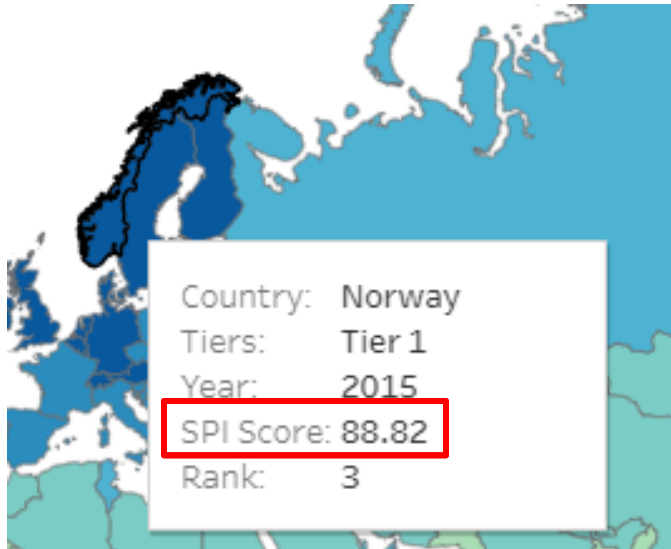 Country: Norway
Tiers: Tier 1
Year: 2015
SPI Score: 88.82
Rank: 3